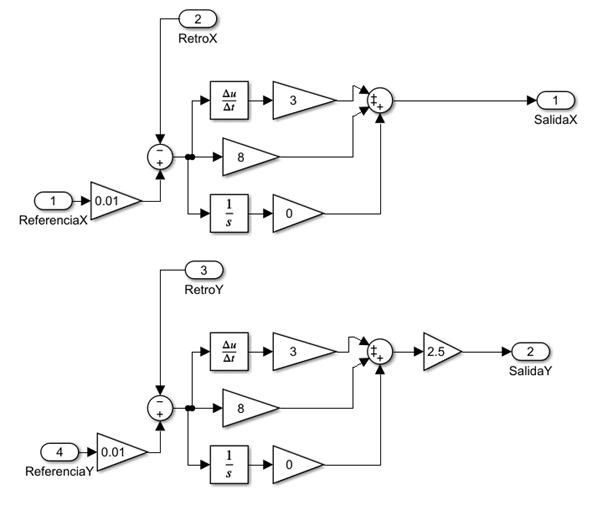 2
RetroX
Δu
Δt
3
1
SalidaX
8
1
ReferenciaX
0.01
1
s
0
3
RetroY
Δu
Δt
3
2.5
2
SalidaY
8
4
ReferenciaY
0.01
1
s
0